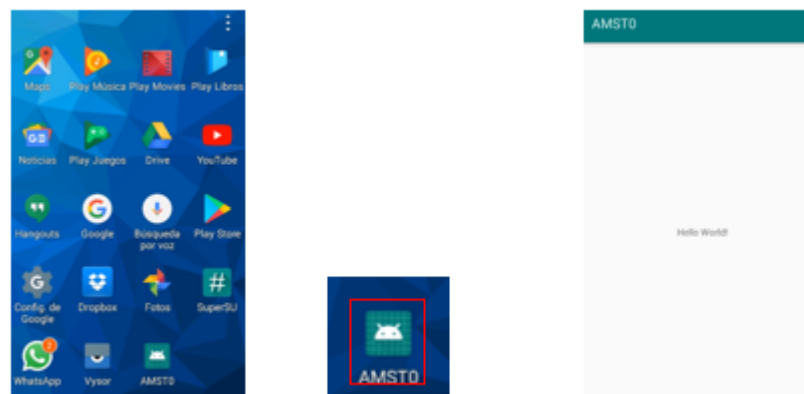 Maps Play Música Play Movies Play Libros
Noticias Play Juegos Drive YouTube
Hangouts Google Búsqueda por voz Play Store
Config. de Google Dropbox Fotos SuperSU
2
WhatsApp Vysor AMST0
AMST0
AMST0
Hello World!